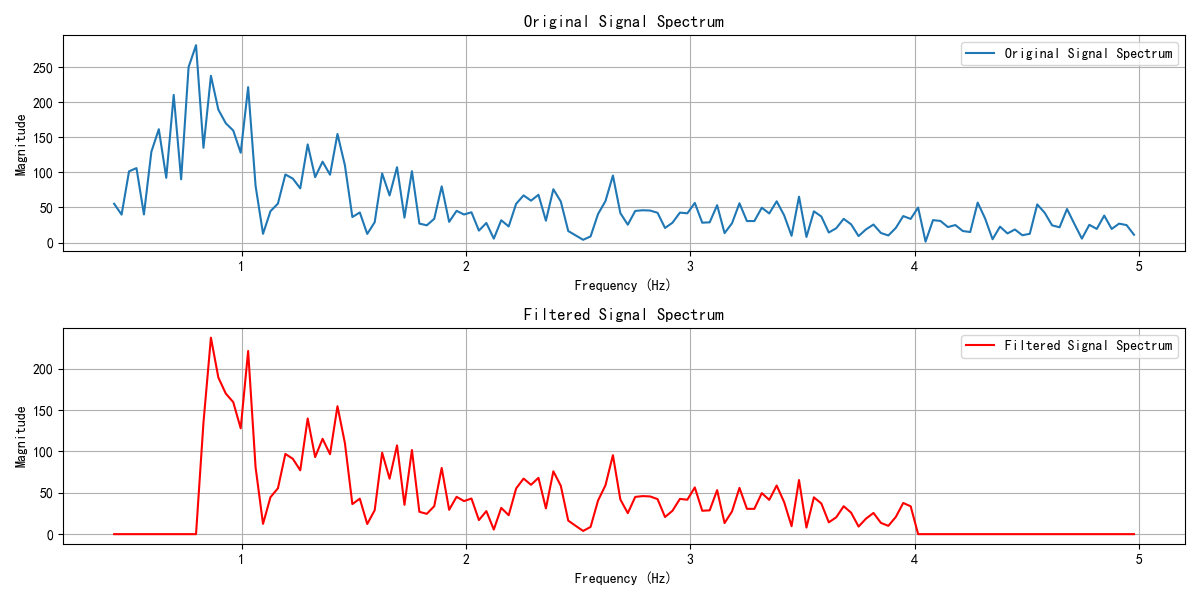 Original Signal Spectrum
Original Signal Spectrum
Magnitude
250
200
150
100
50
0
1 2 3 4 5
Frequency (Hz)
Filtered Signal Spectrum
Filtered Signal Spectrum
Magnitude
200
150
100
50
0
1 2 3 4 5
Frequency (Hz)